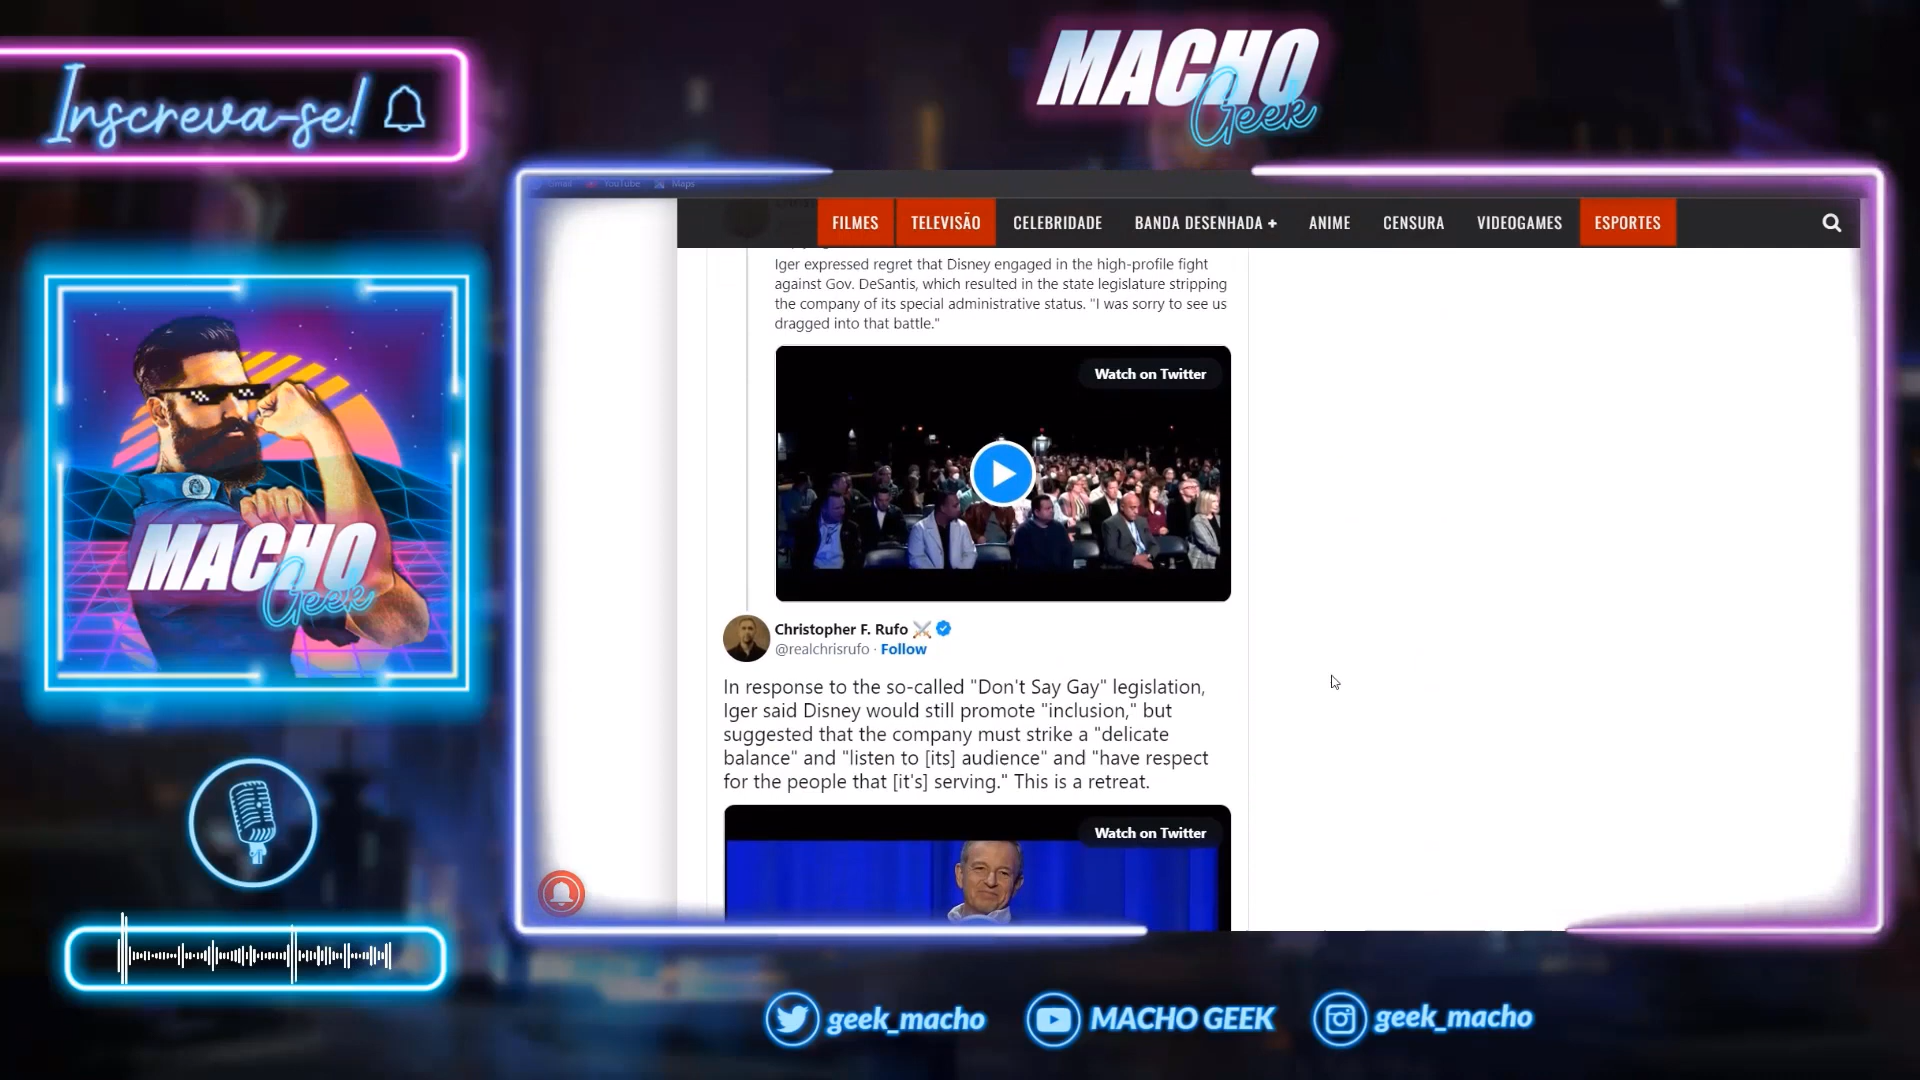 Inscreva-se!
MACHO
Geek
Gmail YouTube Maps
FILMES TELEVISÃO CELEBRIDADE BANDA DESENHADA + ANIME CENSURA VIDEOGAMES ESPORTES
Iger expressed regret that Disney engaged in the high-profile fight
against Gov. DeSantis, which resulted in the state legislature stripping
the company of its special administrative status. "I was sorry to see us
dragged into that battle."
Watch on Twitter
MACHO
Geek
Christopher F. Rufo
@realchrisrufo · Follow
In response to the so-called "Don't Say Gay" legislation,
Iger said Disney would still promote "inclusion," but
suggested that the company must strike a "delicate
balance" and "listen to [its] audience" and "have respect
for the people that [it's] serving." This is a retreat.
Watch on Twitter
geek_macho MACHO GEEK geek_macho